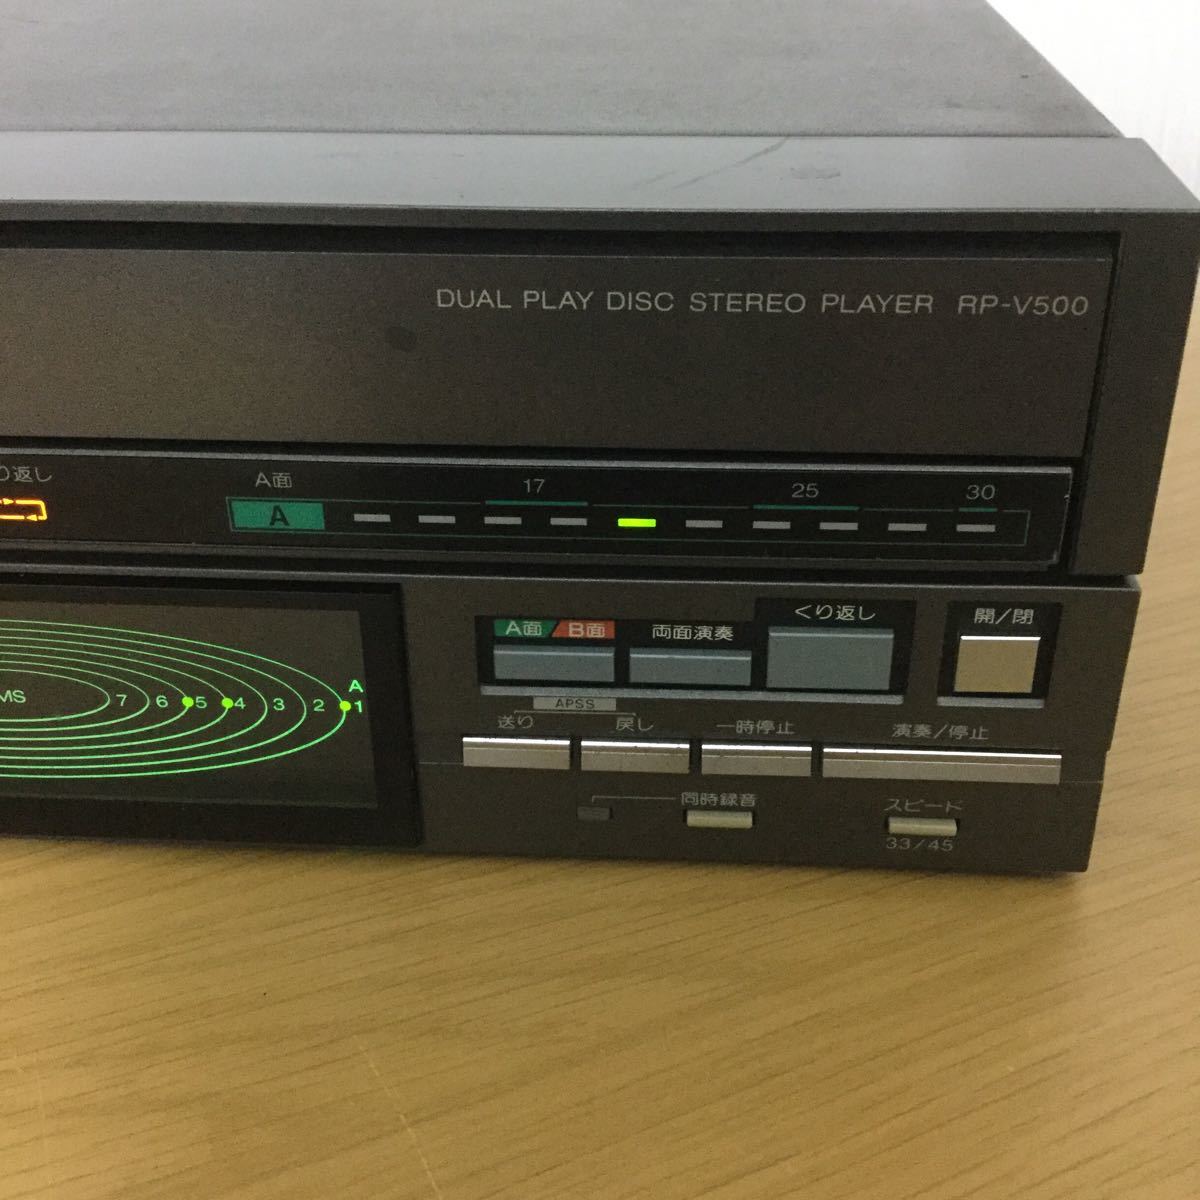 DUAL PLAY DISC STEREO PLAYER RP-V500
り返し
A面
17
25
30
A
A面 / B面
両面演奏
くり返し
開/閉
A
MS
7 6 5 4 3 2 1
APSS
送り
戻し
一時停止
演奏/停止
同時録音
スピード
33/45